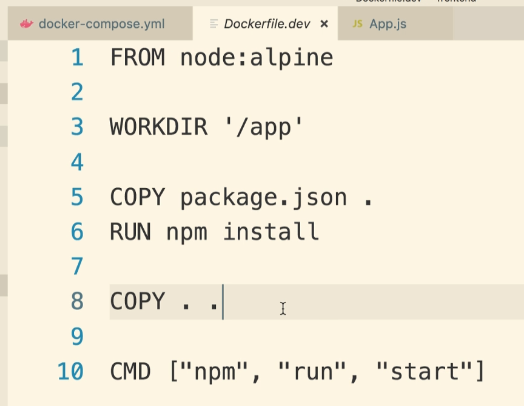 docker-compose.yml
Dockerfile.dev ×
JS App.js
1 FROM node:alpine
2
3 WORKDIR '/app'
4
5 COPY package.json .
6 RUN npm install
7
8 COPY . .
9
10 CMD ["npm", "run", "start"]